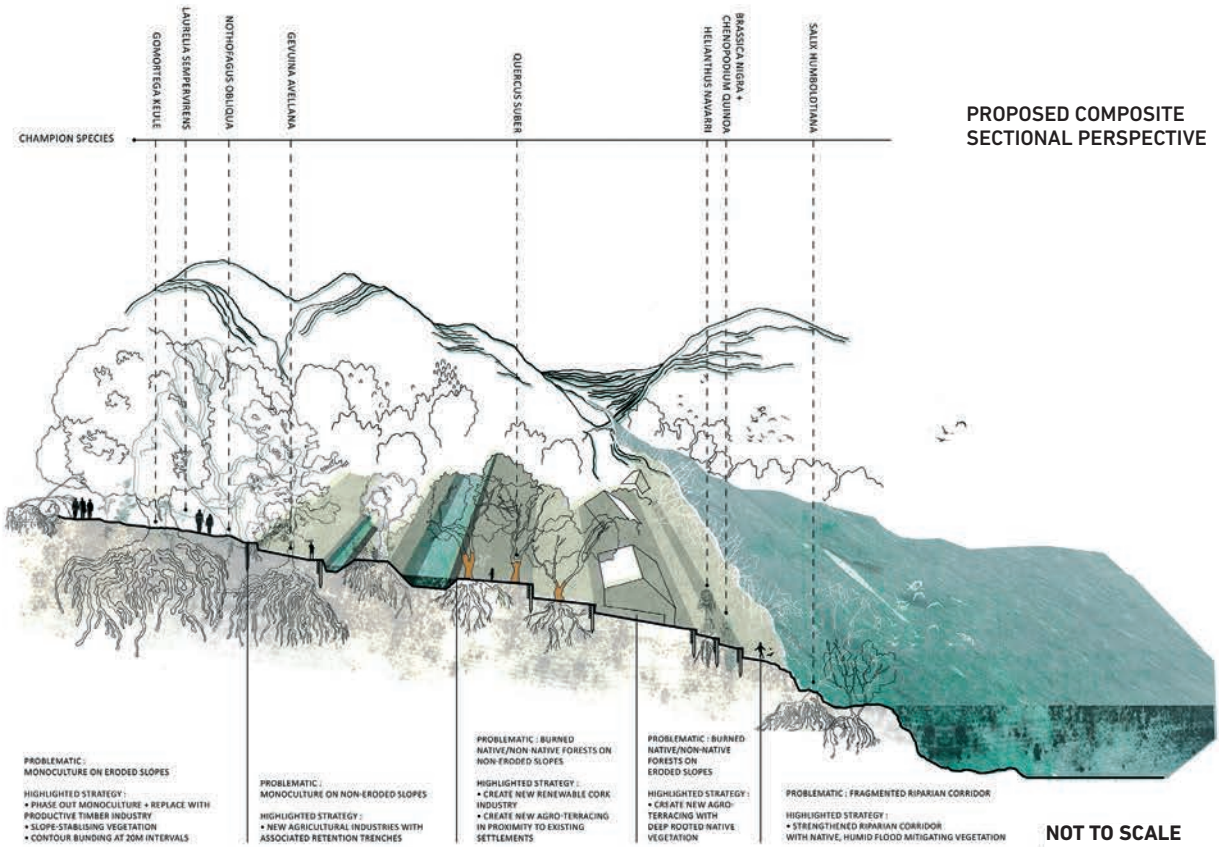 GOMORTEGA KEULE
LAURELIA SEMPERVIRENS
NOTHOFAGUS OBLIQUA
GEVUINA AVELLANA
QUERCUS SUBER
HELIANTHUS NAVARRI
BRASSICA NIGRA +
CHENOPODIUM QUINOA
SALIX HUMBOLDTIANA
PROPOSED COMPOSITE
SECTIONAL PERSPECTIVE
CHAMPION SPECIES
PROBLEMATIC :
MONOCULTURE ON ERODED SLOPES
HIGHLIGHTED STRATEGY :
• PHASE OUT MONOCULTURE + REPLACE WITH
PRODUCTIVE TIMBER INDUSTRY
• SLOPE-STABLISING VEGETATION
• CONTOUR BUNDING AT 20M INTERVALS
PROBLEMATIC :
MONOCULTURE ON NON-ERODED SLOPES
HIGHLIGHTED STRATEGY :
• NEW AGRICULTURAL INDUSTRIES WITH
ASSOCIATED RETENTION TRENCHES
PROBLEMATIC : BURNED
NATIVE/NON-NATIVE FORESTS ON
NON-ERODED SLOPES
HIGHLIGHTED STRATEGY :
• CREATE NEW RENEWABLE CORK
INDUSTRY
• CREATE NEW AGRO-TERRACING
IN PROXIMITY TO EXISTING
SETTLEMENTS
PROBLEMATIC : BURNED
NATIVE/NON-NATIVE
FORESTS ON
ERODED SLOPES
HIGHLIGHTED STRATEGY :
• CREATE NEW AGRO-
TERRACING WITH
DEEP ROOTED NATIVE
VEGETATION
PROBLEMATIC : FRAGMENTED RIPARIAN CORRIDOR
HIGHLIGHTED STRATEGY :
• STRENGTHENED RIPARIAN CORRIDOR
WITH NATIVE, HUMID FLOOD MITIGATING VEGETATION
NOT TO SCALE